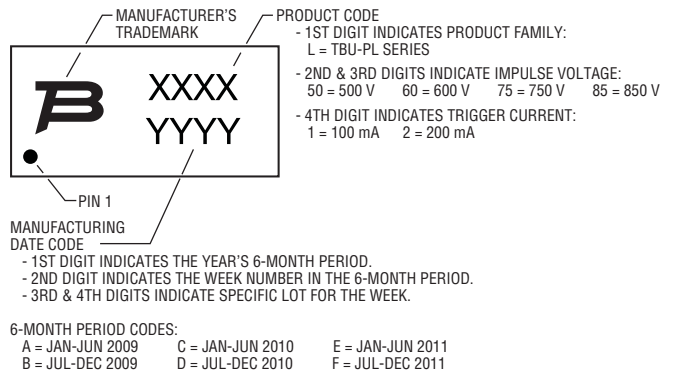 MANUFACTURER'S
TRADEMARK
PRODUCT CODE
- 1ST DIGIT INDICATES PRODUCT FAMILY:
L = TBU-PL SERIES
- 2ND & 3RD DIGITS INDICATE IMPULSE VOLTAGE:
50 = 500 V 60 = 600 V 75 = 750 V 85 = 850 V
- 4TH DIGIT INDICATES TRIGGER CURRENT:
1 = 100 mA 2 = 200 mA
B
XXXX
YYYY
PIN 1
MANUFACTURING
DATE CODE
- 1ST DIGIT INDICATES THE YEAR'S 6-MONTH PERIOD.
- 2ND DIGIT INDICATES THE WEEK NUMBER IN THE 6-MONTH PERIOD.
- 3RD & 4TH DIGITS INDICATE SPECIFIC LOT FOR THE WEEK.
6-MONTH PERIOD CODES:
A = JAN-JUN 2009 C = JAN-JUN 2010 E = JAN-JUN 2011
B = JUL-DEC 2009 D = JUL-DEC 2010 F = JUL-DEC 2011